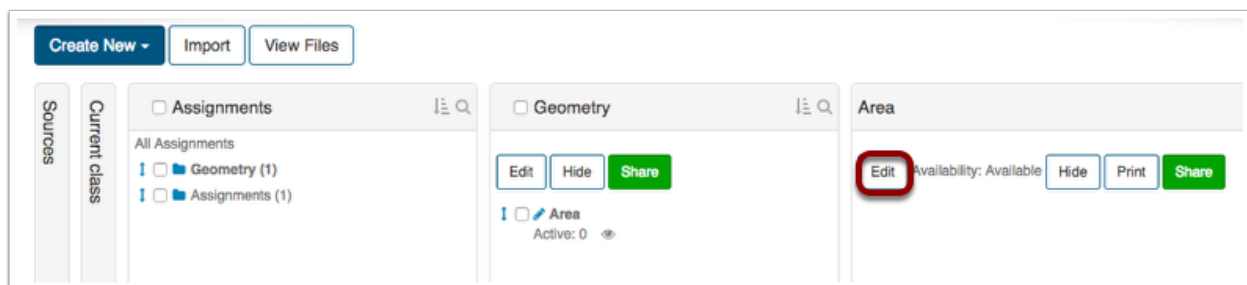 Create New
Import
View Files
Sources
Current class
Assignments
All Assignments
Geometry (1)
Assignments (1)
Geometry
Edit Hide Share
Area
Active: 0
Area
Edit Availability: Available Hide Print Share